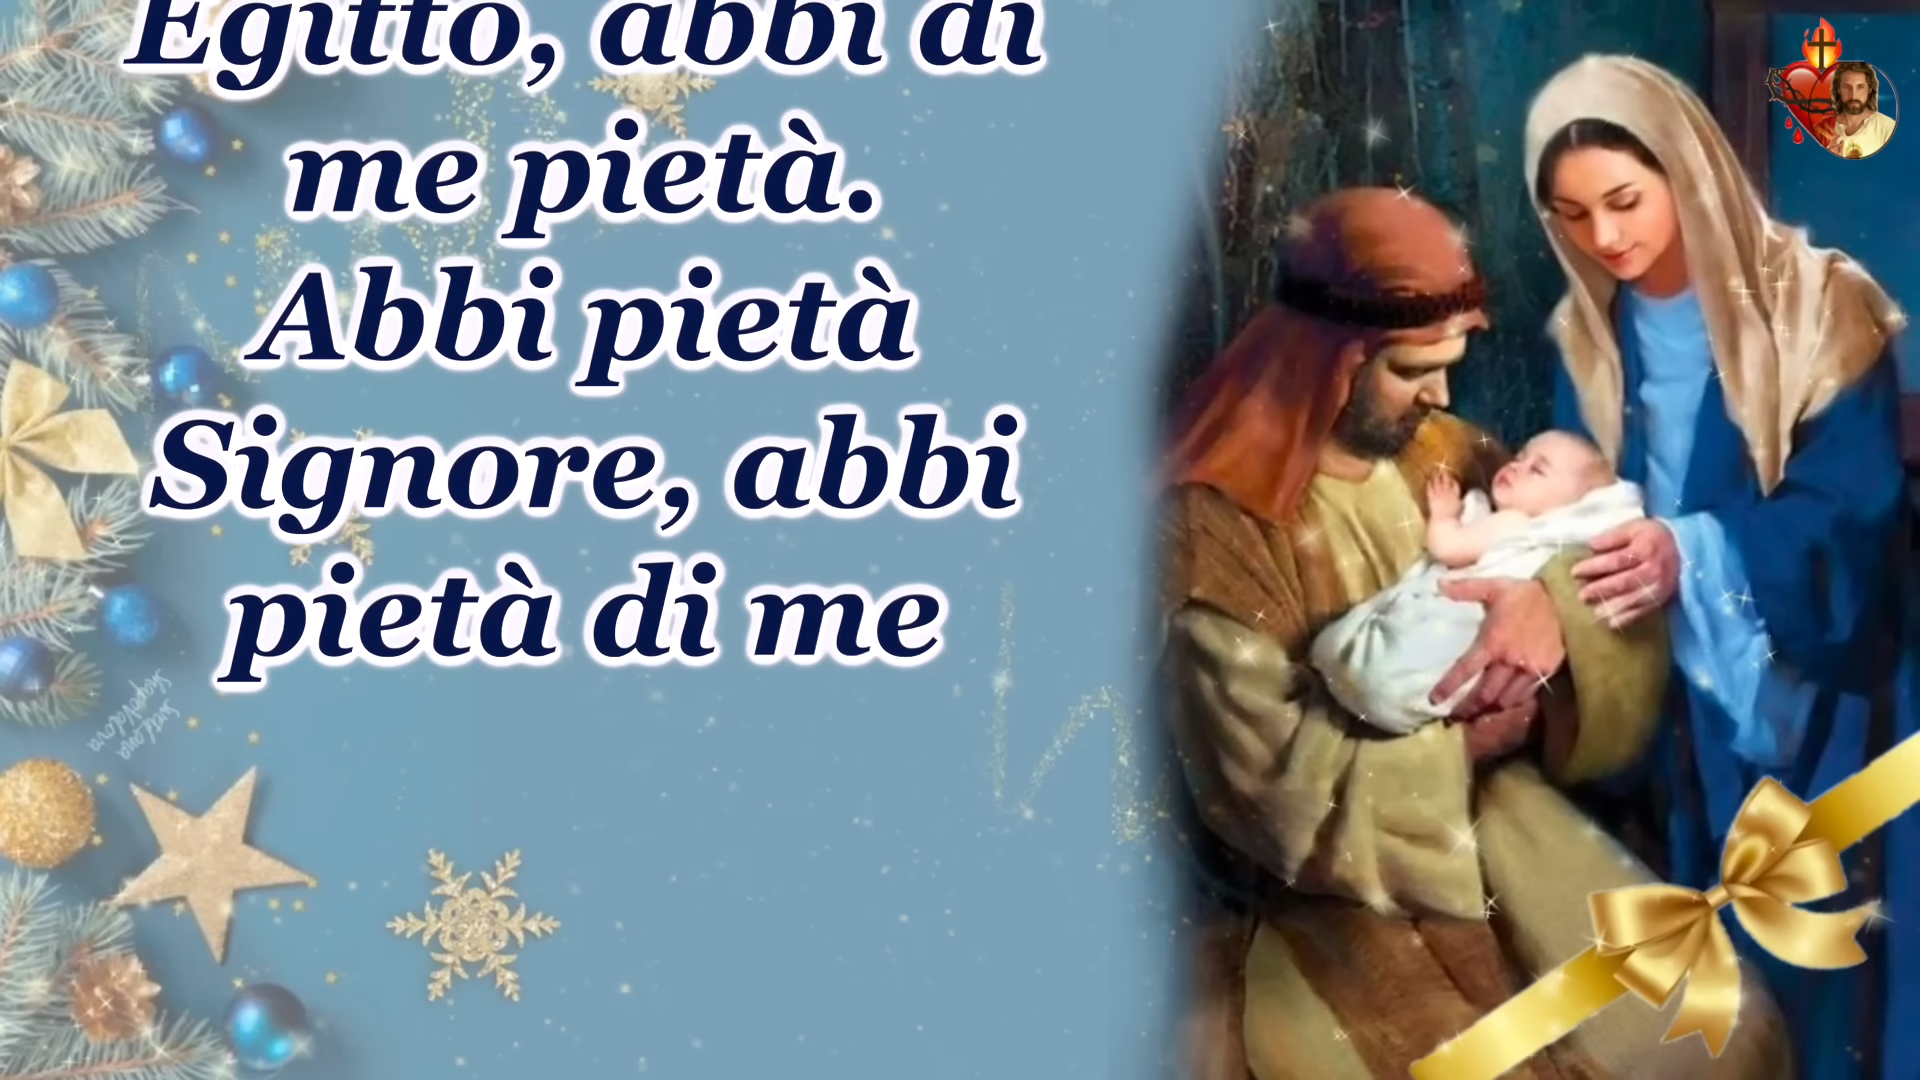 Egitto, abbi di
me pietà.
Abbi pietà
Signore, abbi
pietà di me